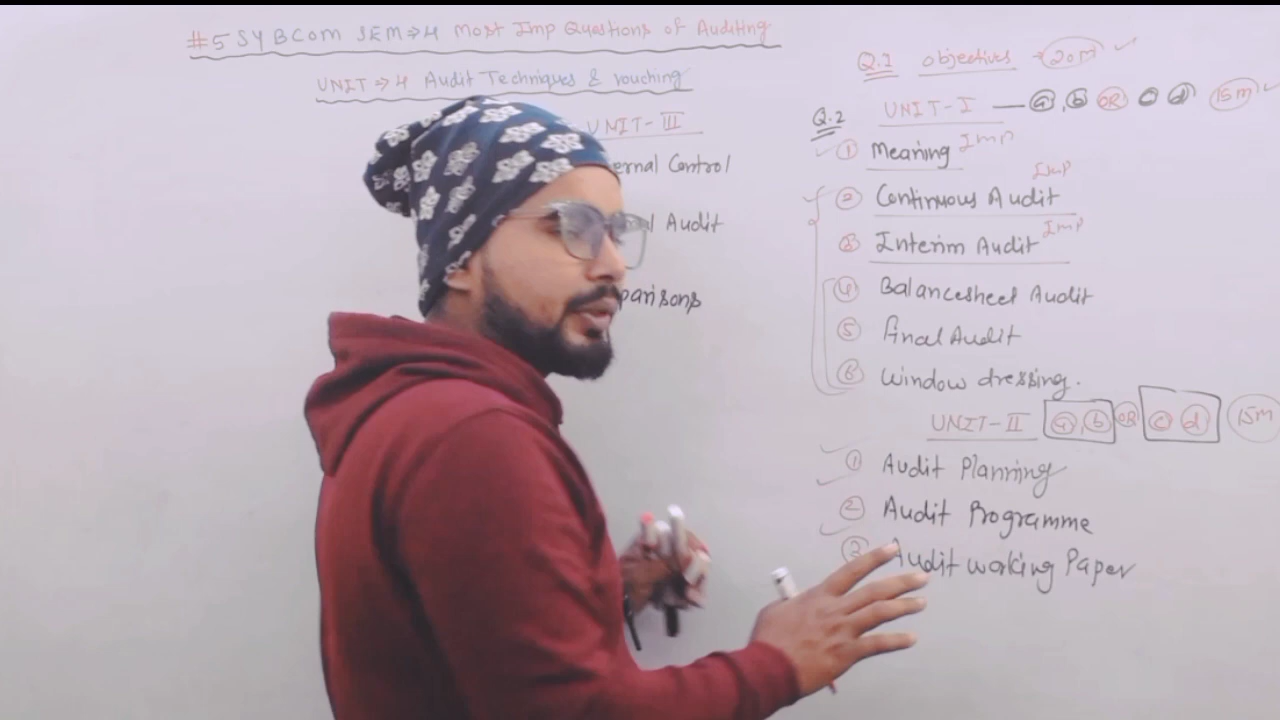 #5 SYBCOM SEM⇒4 Most Imp Questions of Auditing
UNIT⇒4 Audit Techniques & vouching
UNIT-III
ernal Control
l Audit
parisons
Q.1 objectives → 20M ✓
Q.2 UNIT-I — a, b OR c d 15M ✓
① Meaning Imp
② Continuous Audit Imp
③ Interim Audit Imp
④ Balancesheet Audit
⑤ final Audit
⑥ window dressing.
UNIT-II a, b OR c d 15M
① Audit Planning
② Audit Programme
③ Audit working Paper